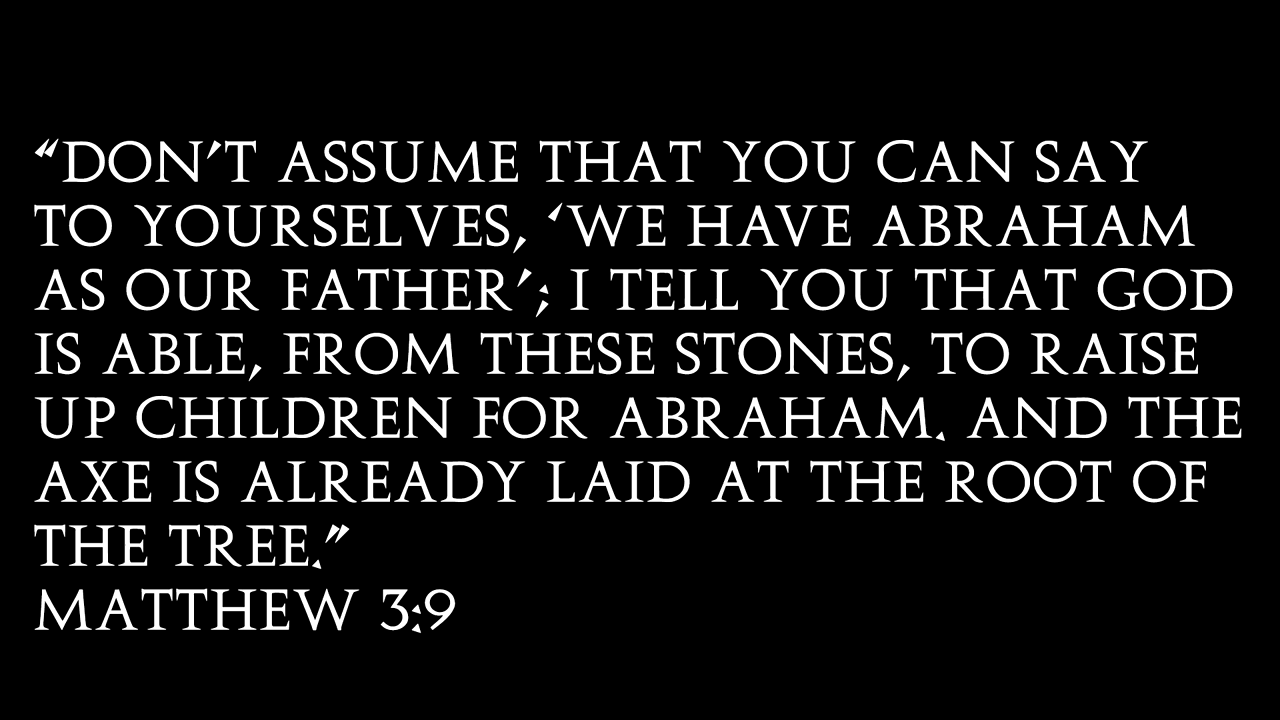 “DON’T ASSUME THAT YOU CAN SAY
TO YOURSELVES, ‘WE HAVE ABRAHAM
AS OUR FATHER’; I TELL YOU THAT GOD
IS ABLE, FROM THESE STONES, TO RAISE
UP CHILDREN FOR ABRAHAM. AND THE
AXE IS ALREADY LAID AT THE ROOT OF
THE TREE.”
MATTHEW 3:9